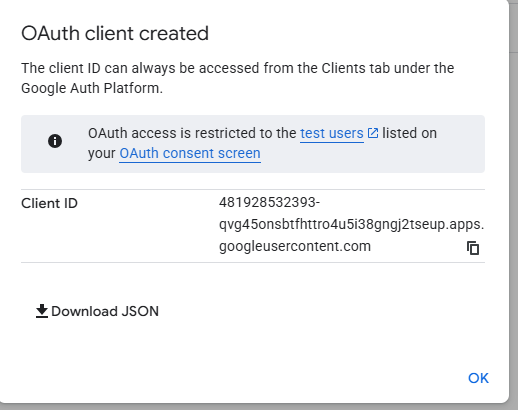 OAuth client created
The client ID can always be accessed from the Clients tab under the
Google Auth Platform.
OAuth access is restricted to the test users listed on
your OAuth consent screen
Client ID
481928532393-
qvg45onsbtfhttro4u5i38gngj2tseup.apps.
googleusercontent.com
Download JSON
OK